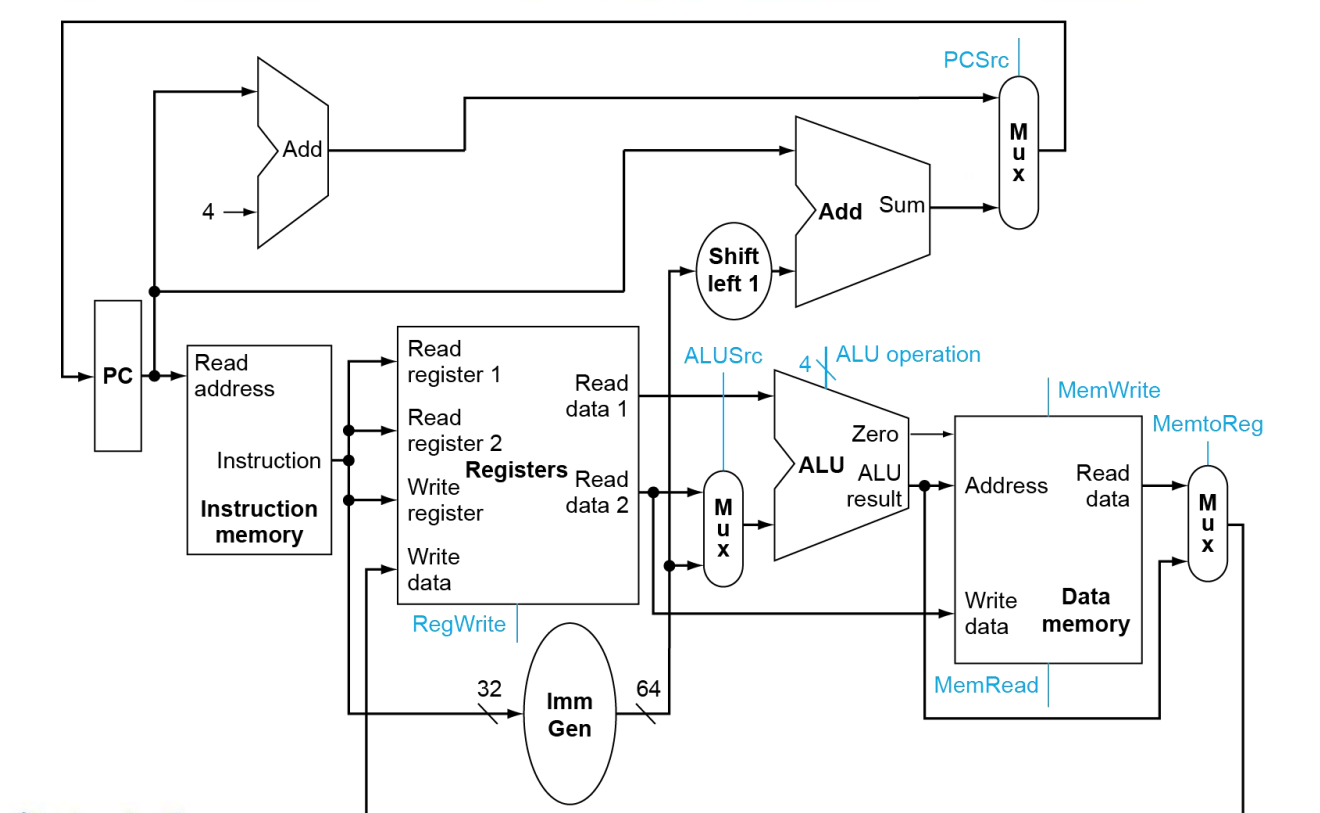 PCSrc
M
u
x
Add
4
Add Sum
Shift
left 1
PC
Read
address
Instruction
Instruction
memory
Read
register 1
Read
register 2
Write
register
Write
data
Registers
Read
data 1
Read
data 2
RegWrite
32
Imm
Gen
64
ALUSrc
M
u
x
4 ALU operation
Zero
ALU
ALU
result
MemWrite
Address
Read
data
Write
data
Data
memory
MemRead
MemtoReg
M
u
x